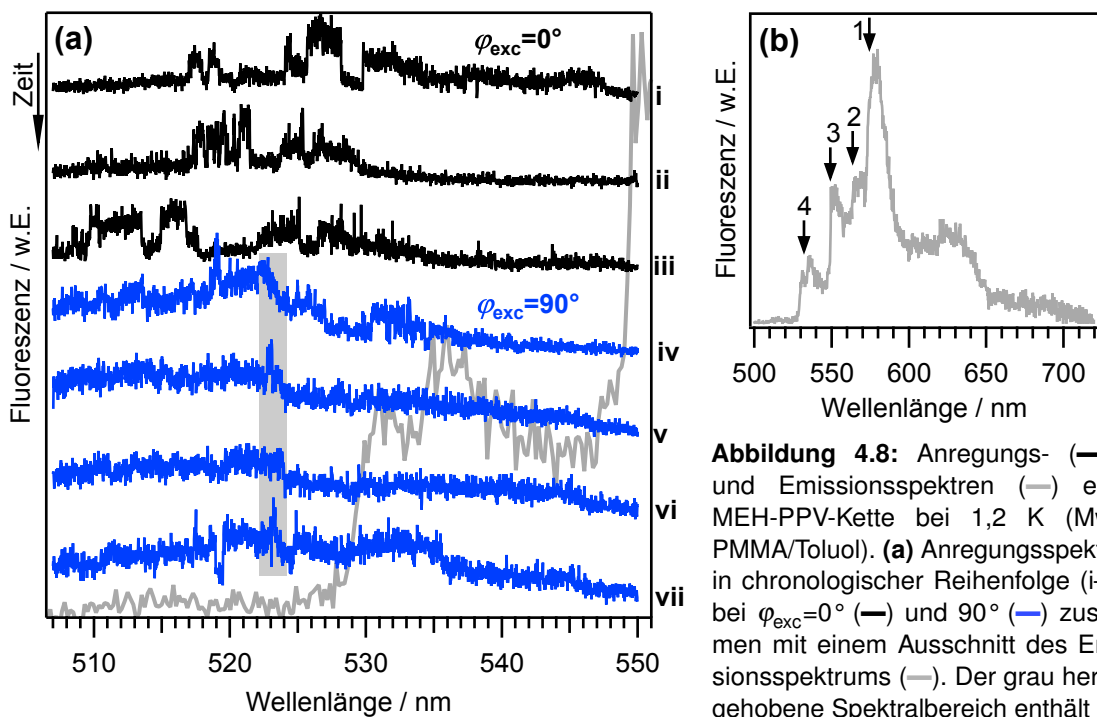 (a)
φexc=0°
Zeit
i
ii
iii
φexc=90°
iv
v
vi
vii
Fluoreszenz / w.E.
510 520 530 540 550
Wellenlänge / nm
(b)
1
2
3
4
Fluoreszenz / w.E.
500 550 600 650 700
Wellenlänge / nm
Abbildung 4.8: Anregungs- (
und Emissionsspektren (—) e
MEH-PPV-Kette bei 1,2 K (M
PMMA/Toluol). (a) Anregungsspekt
in chronologischer Reihenfolge (i
bei φexc=0° (—) und 90° (—) zus
men mit einem Ausschnitt des E
sionsspektrums (—). Der grau her
gehobene Spektralbereich enthält